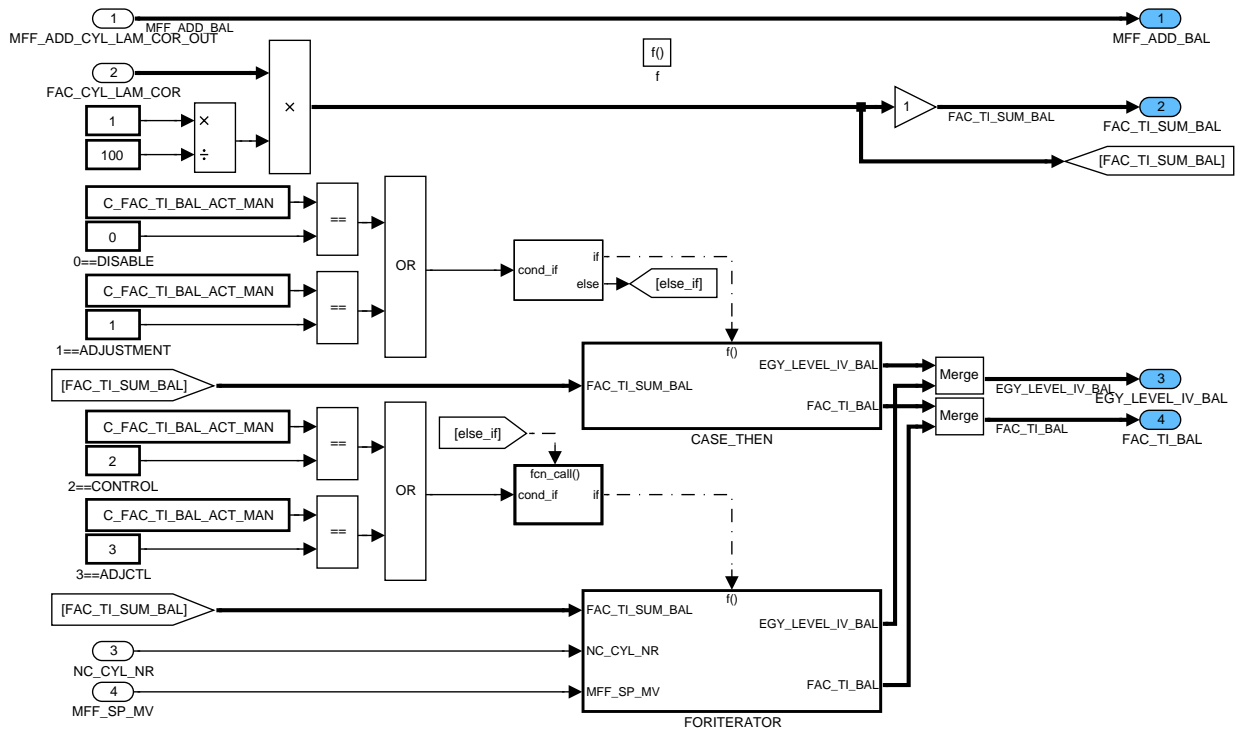 1
MFF_ADD_BAL
MFF_ADD_CYL_LAM_COR_OUT
1
MFF_ADD_BAL
f()
f
2
FAC_CYL_LAM_COR
1
100
×
÷
×
1
FAC_TI_SUM_BAL
2
FAC_TI_SUM_BAL
[FAC_TI_SUM_BAL]
C_FAC_TI_BAL_ACT_MAN
0
0==DISABLE
==
C_FAC_TI_BAL_ACT_MAN
1
1==ADJUSTMENT
==
OR
cond_if
if
else
[else_if]
[FAC_TI_SUM_BAL]
f()
FAC_TI_SUM_BAL
EGY_LEVEL_IV_BAL
FAC_TI_BAL
CASE_THEN
Merge
EGY_LEVEL_IV_BAL
3
EGY_LEVEL_IV_BAL
Merge
FAC_TI_BAL
4
FAC_TI_BAL
C_FAC_TI_BAL_ACT_MAN
2
2==CONTROL
==
C_FAC_TI_BAL_ACT_MAN
3
3==ADJCTL
==
OR
[else_if]
fcn_call()
cond_if
if
[FAC_TI_SUM_BAL]
3
NC_CYL_NR
4
MFF_SP_MV
f()
FAC_TI_SUM_BAL
NC_CYL_NR
MFF_SP_MV
EGY_LEVEL_IV_BAL
FAC_TI_BAL
FORITERATOR